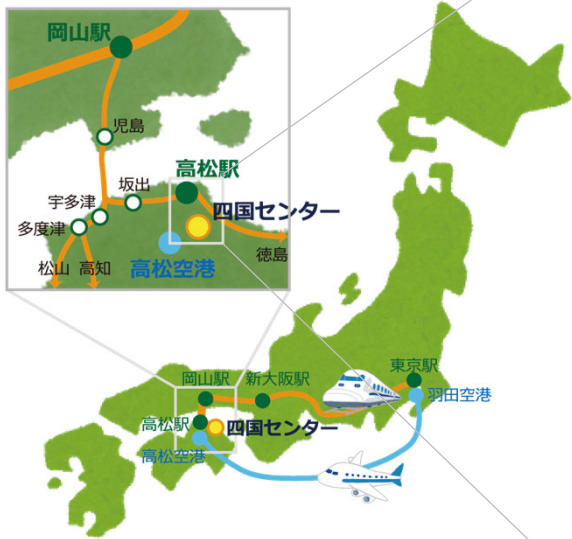 岡山駅
児島
高松駅
坂出
宇多津
四国センター
多度津
徳島
松山
高知
高松空港
東京駅
岡山駅
新大阪駅
羽田空港
高松駅
四国センター
高松空港